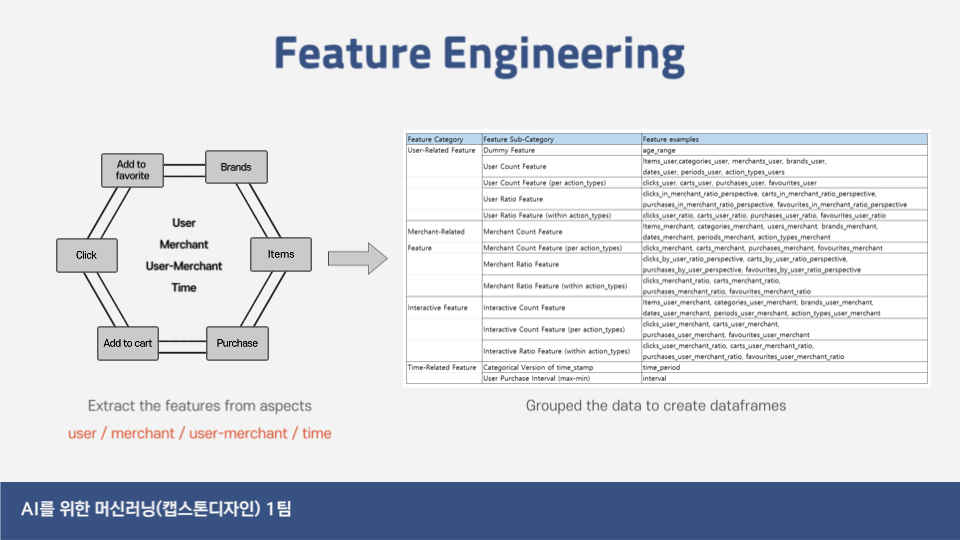 Feature Engineering
Add to
favorite
Brands
Click
User
Merchant
User-Merchant
Time
Items
Add to cart
Purchase
Extract the features from aspects
user / merchant / user-merchant / time
Feature Category Feature Sub-Category Feature examples
User-Related Feature Dummy Feature age_range
User Count Feature
Items_user,categories_user, merchants_user, brands_user,
dates_user, periods_user, action_types_users
User Count Feature (per action_types) clicks_user, carts_user, purchases_user, favourites_user
User Ratio Feature
clicks_in_merchant_ratio_perspective, carts_in_merchant_ratio_perspective,
purchases_in_merchant_ratio_perspective, favourites_in_merchant_ratio_perspective
User Ratio Feature (within action_types) clicks_user_ratio, carts_user_ratio, purchases_user_ratio, favourites_user_ratio
Merchant-Related
Feature
Merchant Count Feature
Items_merchant, categories_merchant, users_merchant, brands_merchant,
dates_merchant, periods_merchant, action_types_merchant
Merchant Count Feature (per action_types) clicks_merchant, carts_merchant, purchases_merchant, favourites_merchant
Merchant Ratio Feature
clicks_by_user_ratio_perspective, carts_by_user_ratio_perspective,
purchases_by_user_perspective, favourites_by_user_ratio_perspective
Merchant Ratio Feature (within action_types)
clicks_merchant_ratio, carts_merchant_ratio,
purchases_merchant_ratio, favourites_merchant_ratio
Interactive Feature Interactive Count Feature
Items_user_merchant, categories_user_merchant, brands_user_merchant,
dates_user_merchant, periods_user_merchant, action_types_user_merchant
Interactive Count Feature (per action_types)
clicks_user_merchant, carts_user_merchant,
purchases_user_merchant, favourites_user_merchant
Interactive Ratio Feature (within action_types)
clicks_user_merchant_ratio, carts_user_merchant_ratio,
purchases_user_merchant_ratio, favourites_user_merchant_ratio
Time-Related Feature Categorical Version of time_stamp time_period
User Purchase Interval (max-min) interval
Grouped the data to create dataframes
AI를 위한 머신러닝(캡스톤디자인) 1팀